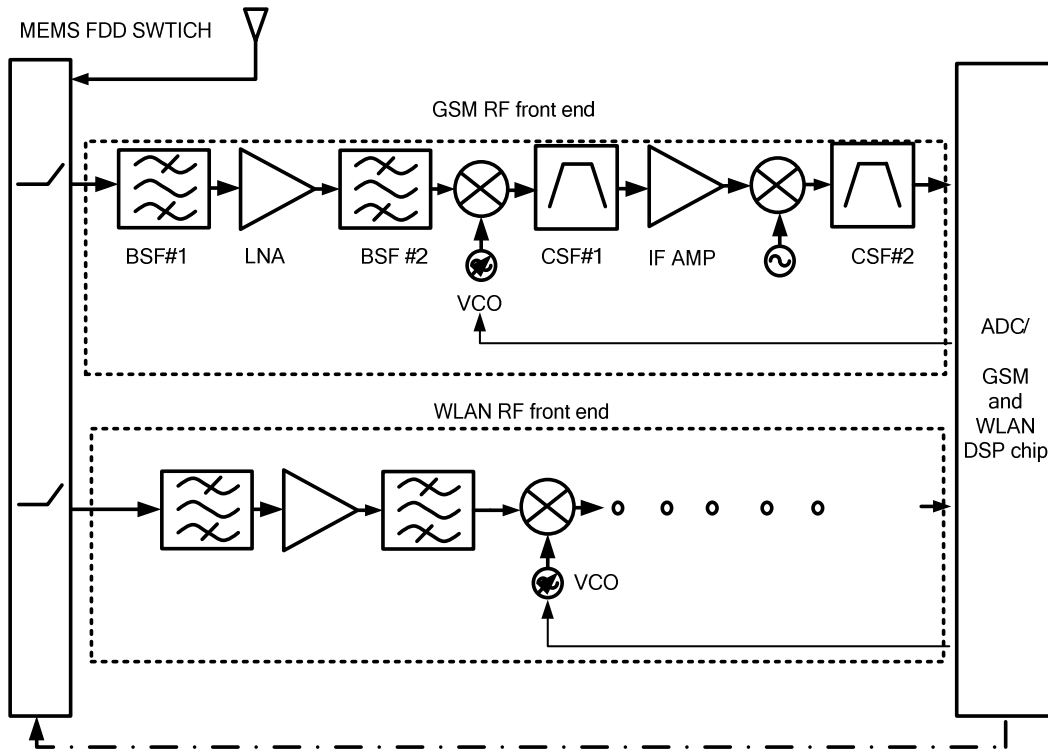 MEMS FDD SWTICH
GSM RF front end
BSF#1
LNA
BSF #2
CSF#1
IF AMP
CSF#2
VCO
ADC/
GSM
and
WLAN
DSP chip
WLAN RF front end
VCO